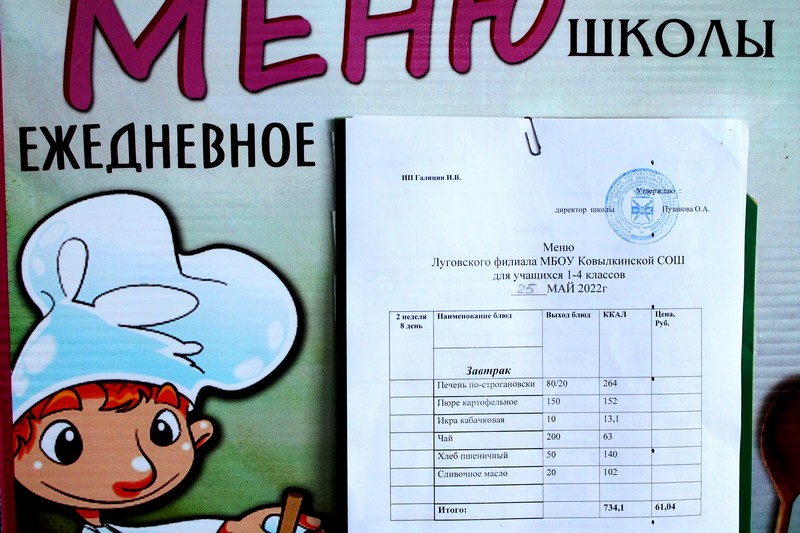 МЕНЮ
ШКОЛЫ
ЕЖЕДНЕВНОЕ
ИП Галицин И.В.
Утверждаю :
директор школы Пузанова О.А.
Меню
Луговского филиала МБОУ Ковылкинской СОШ
для учащихся 1-4 классов
25 МАЙ 2022г
2 неделя 8 день Наименование блюд Выход блюд ККАЛ Цена, Руб.
Завтрак
Печень по-строгановски 80/20 264
Пюре картофельное 150 152
Икра кабачковая 10 13,1
Чай 200 63
Хлеб пшеничный 50 140
Сливочное масло 20 102
Итого: 734,1 61,04